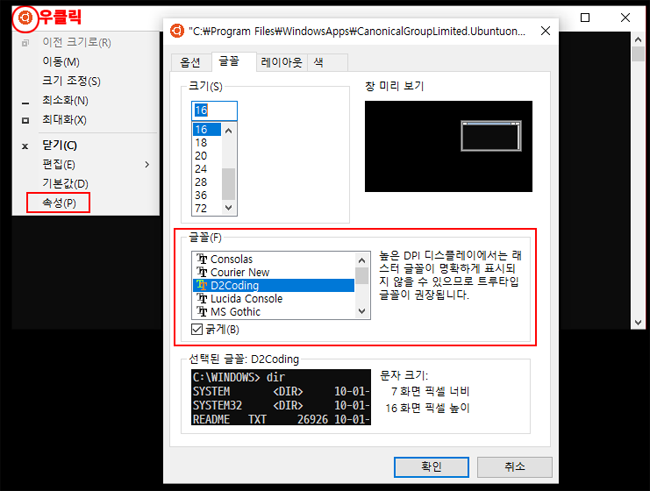 우클릭
이전 크기로(R)
이동(M)
크기 조정(S)
최소화(N)
최대화(X)
닫기(C)
편집(E)
기본값(D)
속성(P)
"C:₩Program Files₩WindowsApps₩CanonicalGroupLimited.Ubuntuon...
옵션 글꼴 레이아웃 색
크기(S)
16
16
18
20
24
28
36
72
창 미리 보기
글꼴(F)
Consolas
Courier New
D2Coding
Lucida Console
MS Gothic
굵게(B)
높은 DPI 디스플레이에서는 래
스터 글꼴이 명확하게 표시되
지 않을 수 있으므로 트루타입
글꼴이 권장됩니다.
선택된 글꼴: D2Coding
C:\WINDOWS> dir
SYSTEM <DIR> 10-01-
SYSTEM32 <DIR> 10-01-
README TXT 26926 10-01-
문자 크기:
7 화면 픽셀 너비
16 화면 픽셀 높이
확인
취소